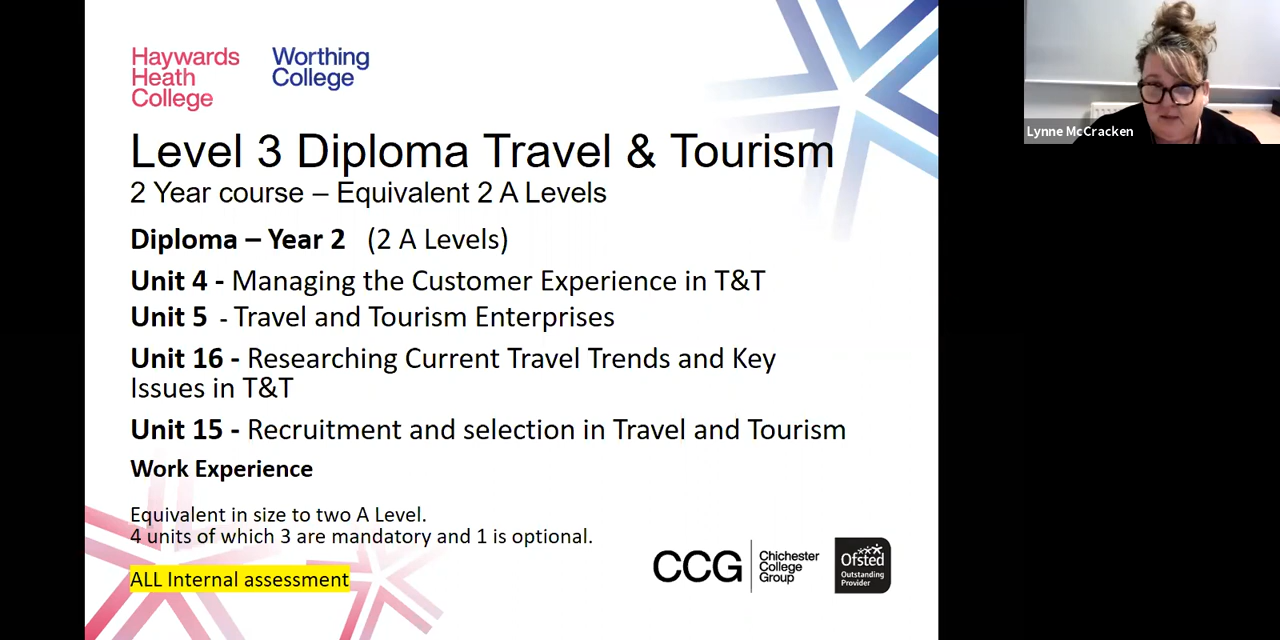 Haywards
Heath
College
Worthing
College
Level 3 Diploma Travel & Tourism
2 Year course – Equivalent 2 A Levels
Diploma – Year 2 (2 A Levels)
Unit 4 - Managing the Customer Experience in T&T
Unit 5 - Travel and Tourism Enterprises
Unit 16 - Researching Current Travel Trends and Key
Issues in T&T
Unit 15 - Recruitment and selection in Travel and Tourism
Work Experience
Equivalent in size to two A Level.
4 units of which 3 are mandatory and 1 is optional.
ALL Internal assessment
CCG
Chichester
College
Group
Ofsted
Outstanding
Provider
Lynne McCracken